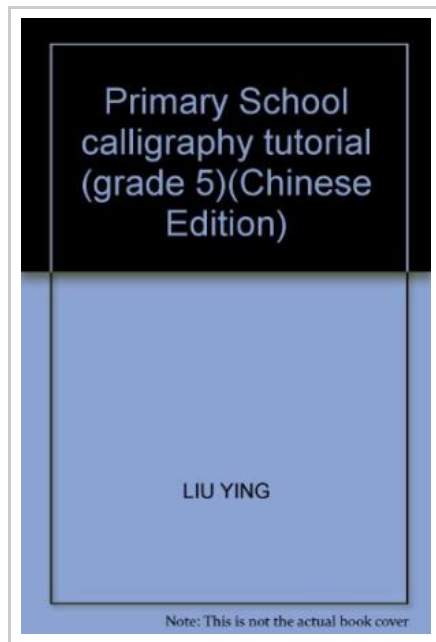 Primary School
calligraphy tutorial
(grade 5)(Chinese
Edition)
LIU YING
Note: This is not the actual book cover